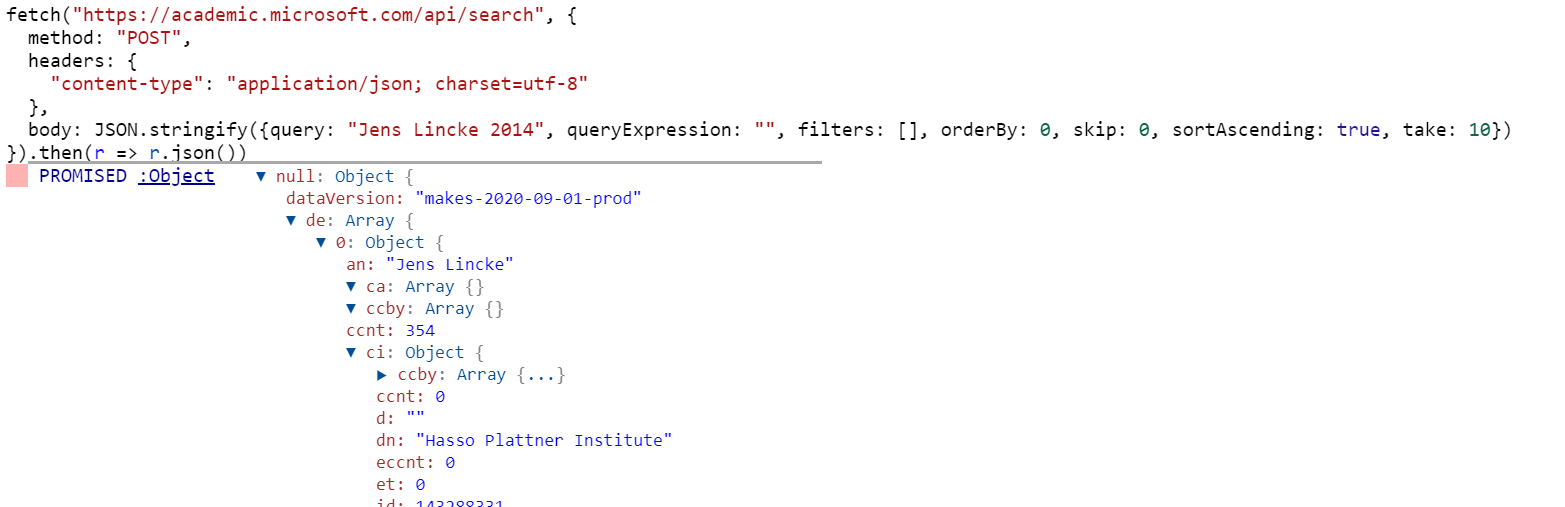 fetch("https://academic.microsoft.com/api/search", {
method: "POST",
headers: {
"content-type": "application/json; charset=utf-8"
},
body: JSON.stringify({query: "Jens Lincke 2014", queryExpression: "", filters: [], orderBy: 0, skip: 0, sortAscending: true, take: 10})
}).then(r => r.json())
PROMISED :Object ▼ null: Object {
dataVersion: "makes-2020-09-01-prod"
▼ de: Array {
▼ 0: Object {
an: "Jens Lincke"
▼ ca: Array {}
▼ ccby: Array {}
ccnt: 354
▼ ci: Object {
▶ ccby: Array {...}
ccnt: 0
d: ""
dn: "Hasso Plattner Institute"
eccnt: 0
et: 0
id: 143288331